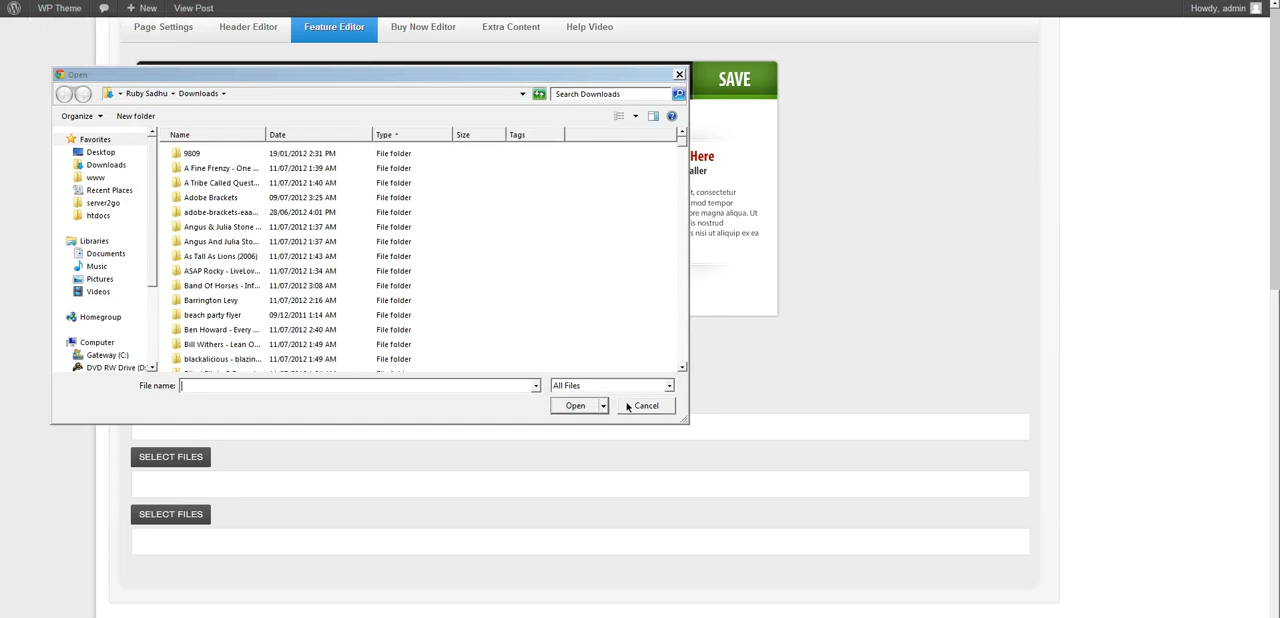 WP Theme New View Post Howdy, admin
Page Settings Header Editor Feature Editor Buy Now Editor Extra Content Help Video
Open
Ruby Sadhu Downloads Search Downloads
SAVE
Organize New folder
Name Date Type Size Tags
Favorites
Desktop
Downloads
www
Recent Places
server2go
htdocs
Libraries
Documents
Music
Pictures
Videos
Homegroup
Computer
Gateway (C:)
DVD RW Drive (D:
9809 19/01/2012 2:31 PM File folder
A Fine Frenzy - One ... 11/07/2012 1:39 AM File folder
A Tribe Called Quest... 11/07/2012 1:40 AM File folder
Adobe Brackets 09/07/2012 3:25 AM File folder
adobe-brackets-eaa... 28/06/2012 4:01 PM File folder
Angus & Julia Stone ... 11/07/2012 1:37 AM File folder
Angus And Julia Sto... 11/07/2012 1:37 AM File folder
As Tall As Lions (2006) 11/07/2012 1:43 AM File folder
ASAP Rocky - LiveLov... 11/07/2012 1:34 AM File folder
Band Of Horses - Inf... 11/07/2012 3:08 AM File folder
Barrington Levy 11/07/2012 2:16 AM File folder
beach party flyer 09/12/2011 1:14 AM File folder
Ben Howard - Every ... 11/07/2012 2:40 AM File folder
Bill Withers - Lean O... 11/07/2012 1:49 AM File folder
blackalicious - blazin... 11/07/2012 1:49 AM File folder
Here
aller
t, consectetur
mod tempor
ore magna aliqua. Ut
is nostrud
s nisi ut aliquip ex ea
File name: All Files
Open Cancel
SELECT FILES
SELECT FILES